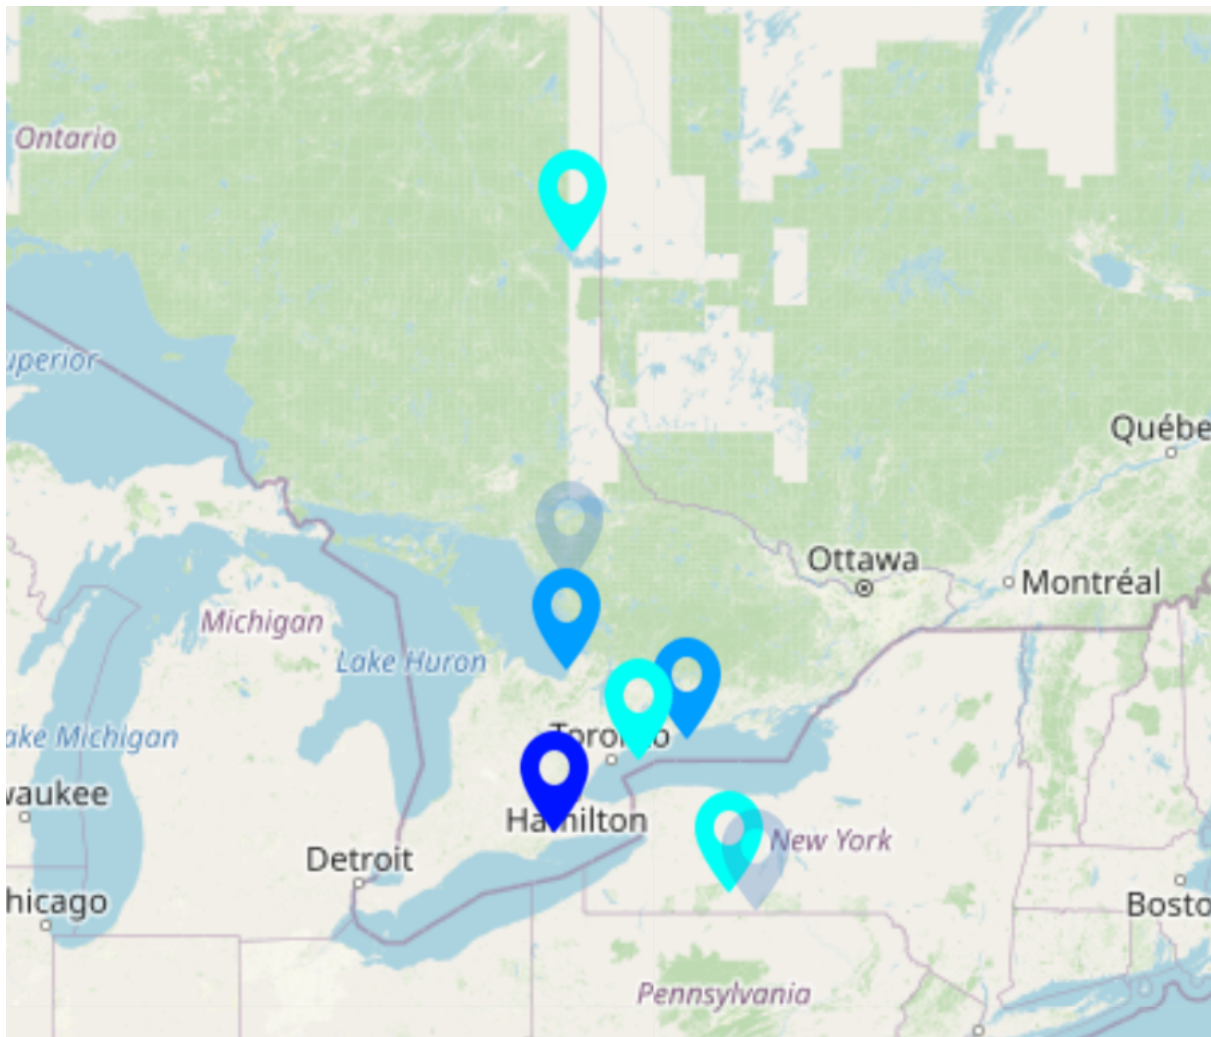 Ontario
uperior
Québe
Ottawa
Montréal
Michigan
Lake Huron
ake Michigan
Toronto
waukee
Hamilton
New York
Detroit
hicago
Bosto
Pennsylvania